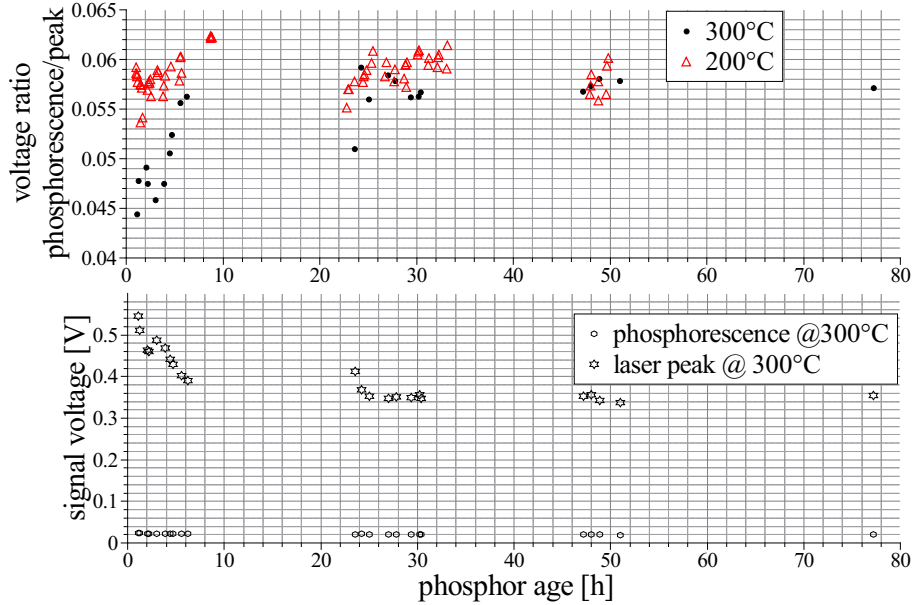 voltage ratio
phosphorescence/peak
0.065
0.06
0.055
0.05
0.045
0.04
0 10 20 30 40 50 60 70 80
300°C
200°C
signal voltage [V]
0.5
0.4
0.3
0.2
0.1
0
0 10 20 30 40 50 60 70 80
phosphorescence @300°C
laser peak @ 300°C
phosphor age [h]